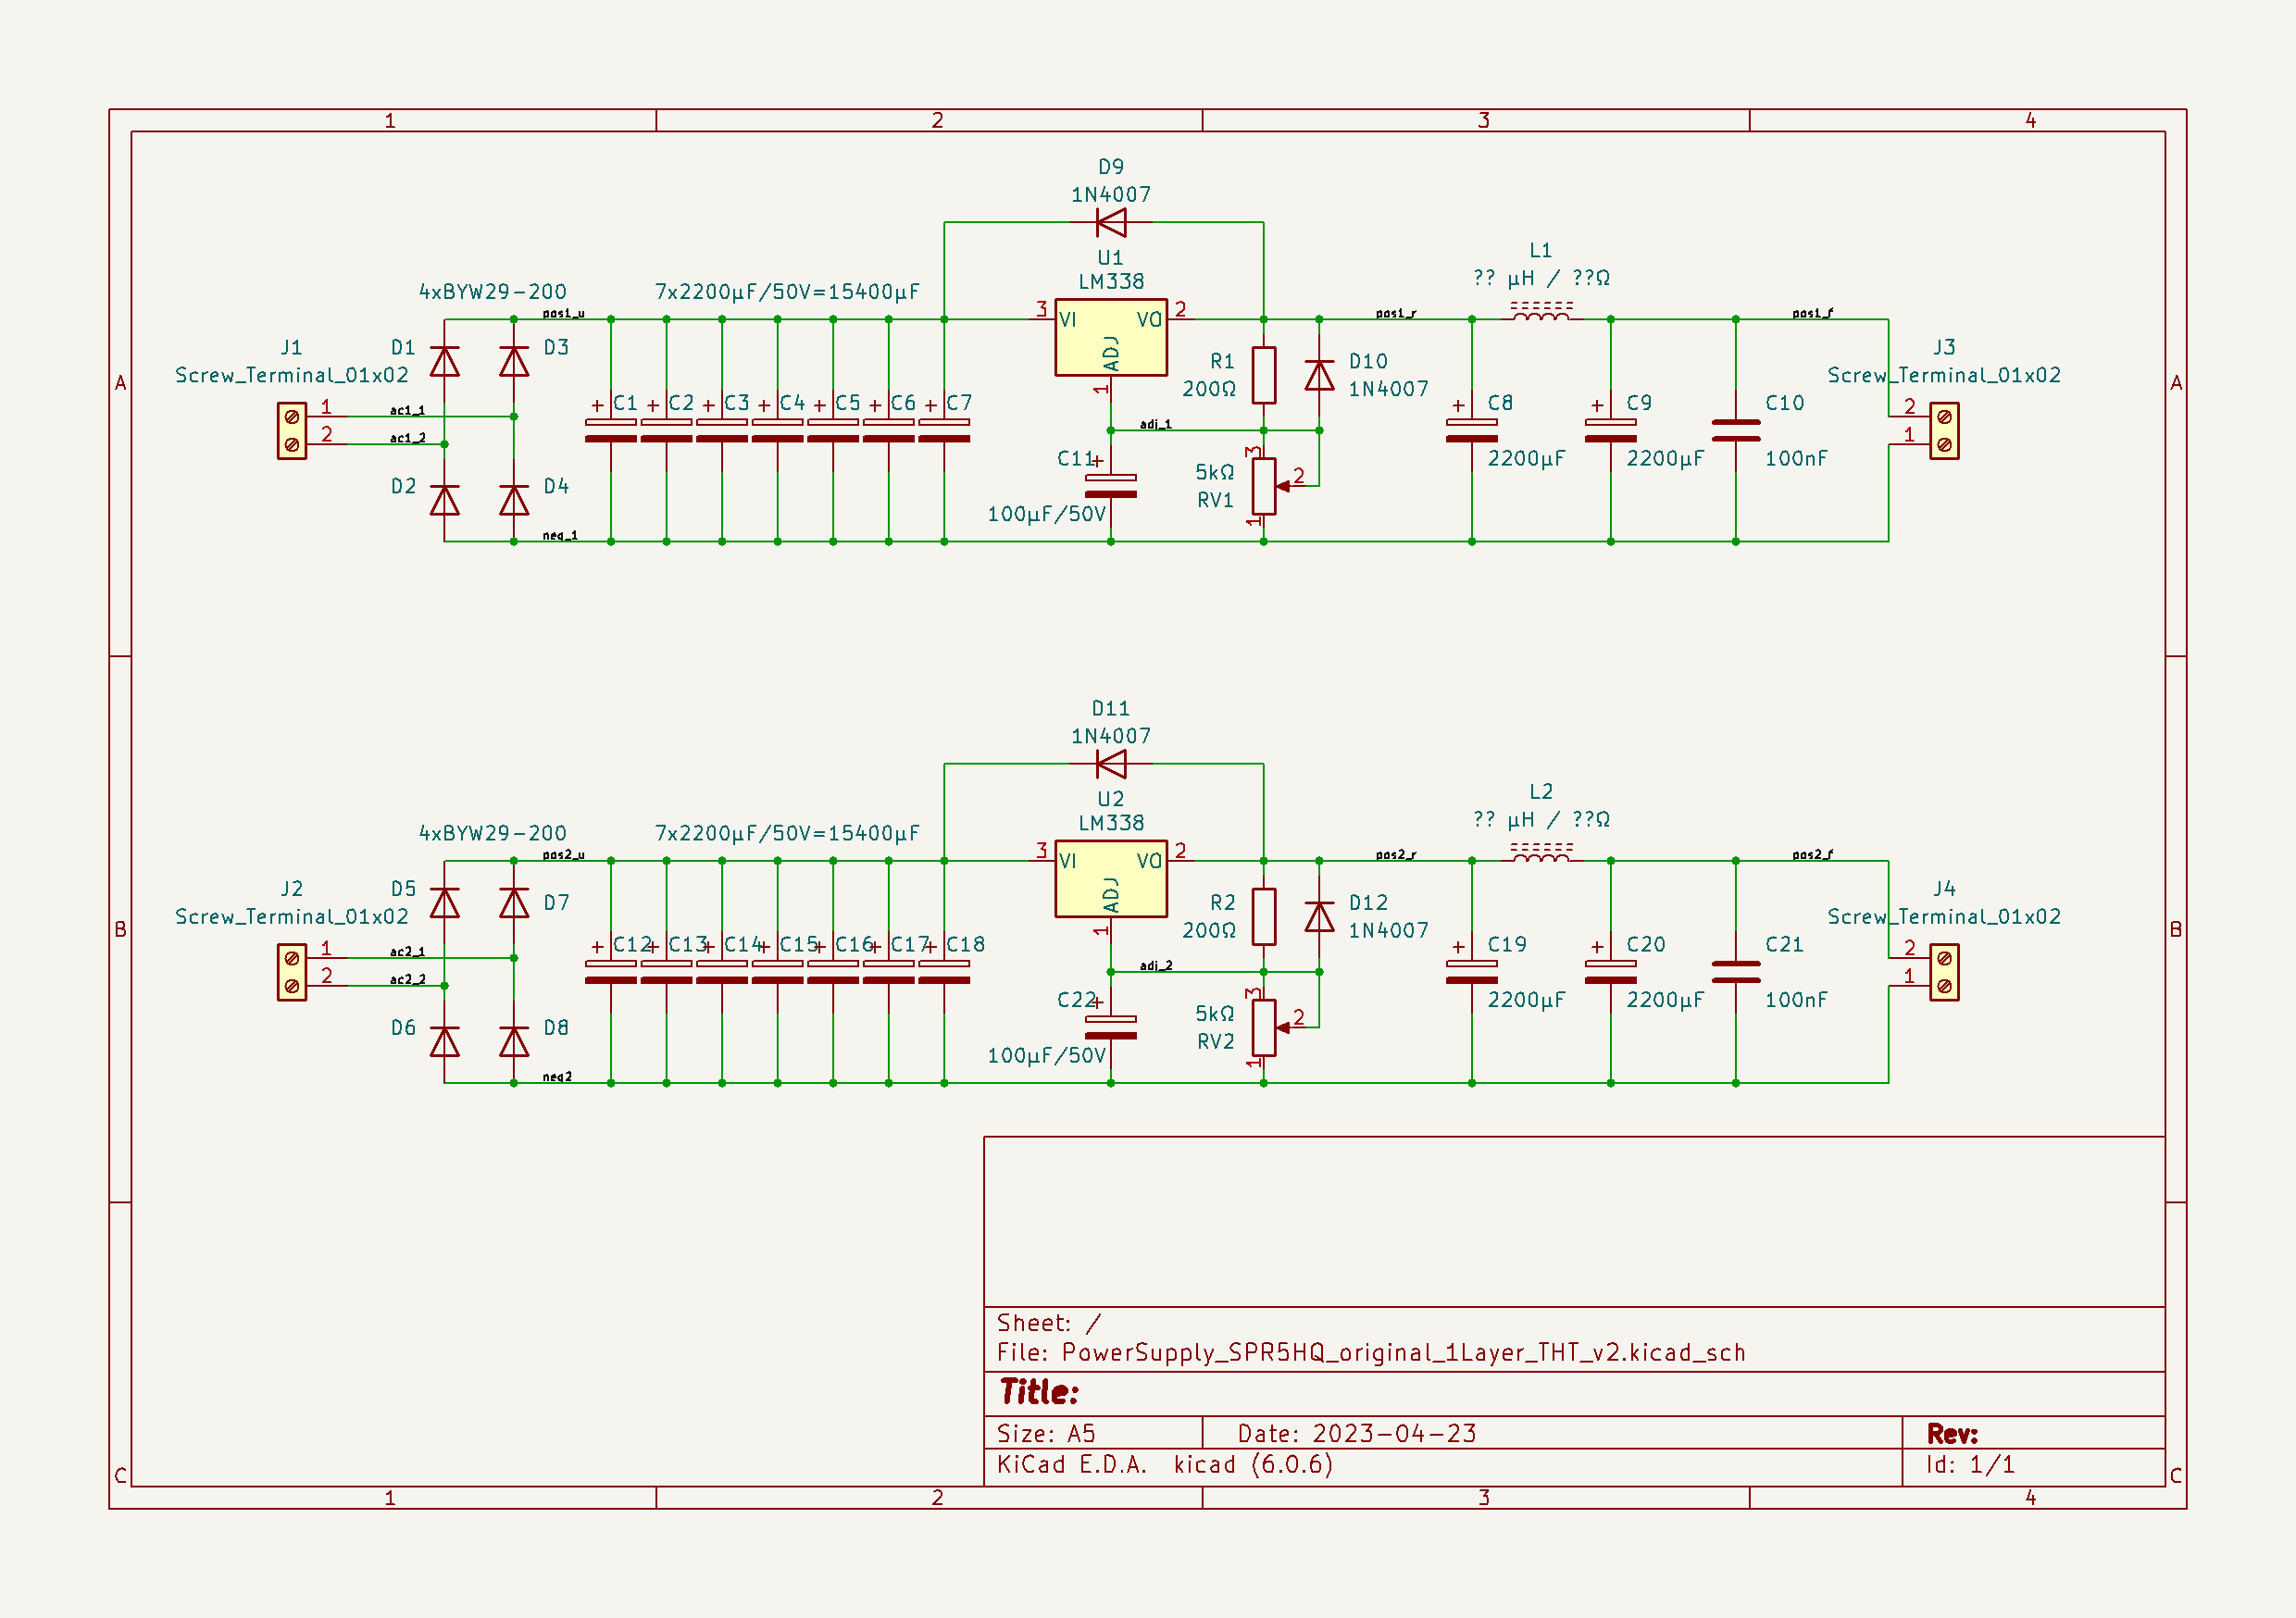 1 2 3 4
D9
1N4007
L1
U1
?? µH / ??Ω
LM338
4xBYW29-200 7x2200µF/50V=15400µF
pos1_u 3 VI VO 2 pos1_r pos1_f
J1 D1 D3 ADJ R1 D10 J3
Screw_Terminal_01x02 200Ω 1N4007 Screw_Terminal_01x02
A A
1 ac1_1 + C1 + C2 + C3 + C4 + C5 + C6 + C7 1 + C8 + C9 C10 2
2 ac1_2 adj_1 1
C11 + 3 2200µF 2200µF 100nF
D2 D4 5kΩ 2
100µF/50V RV1
neg_1 1
D11
1N4007
L2
U2
?? µH / ??Ω
LM338
4xBYW29-200 7x2200µF/50V=15400µF
pos2_u 3 VI VO 2 pos2_r pos2_f
J2 D5 D7 ADJ R2 D12 J4
Screw_Terminal_01x02 200Ω 1N4007 Screw_Terminal_01x02
B B
1 ac2_1 + C12 + C13 + C14 + C15 + C16 + C17 + C18 1 + C19 + C20 C21 2
2 ac2_2 adj_2 1
C22 + 3 2200µF 2200µF 100nF
D6 D8 5kΩ 2
100µF/50V RV2
neg2 1
Sheet: /
File: PowerSupply_SPR5HQ_original_1Layer_THT_v2.kicad_sch
Title:
Size: A5 Date: 2023-04-23 Rev:
KiCad E.D.A. kicad (6.0.6) Id: 1/1
C C
1 2 3 4